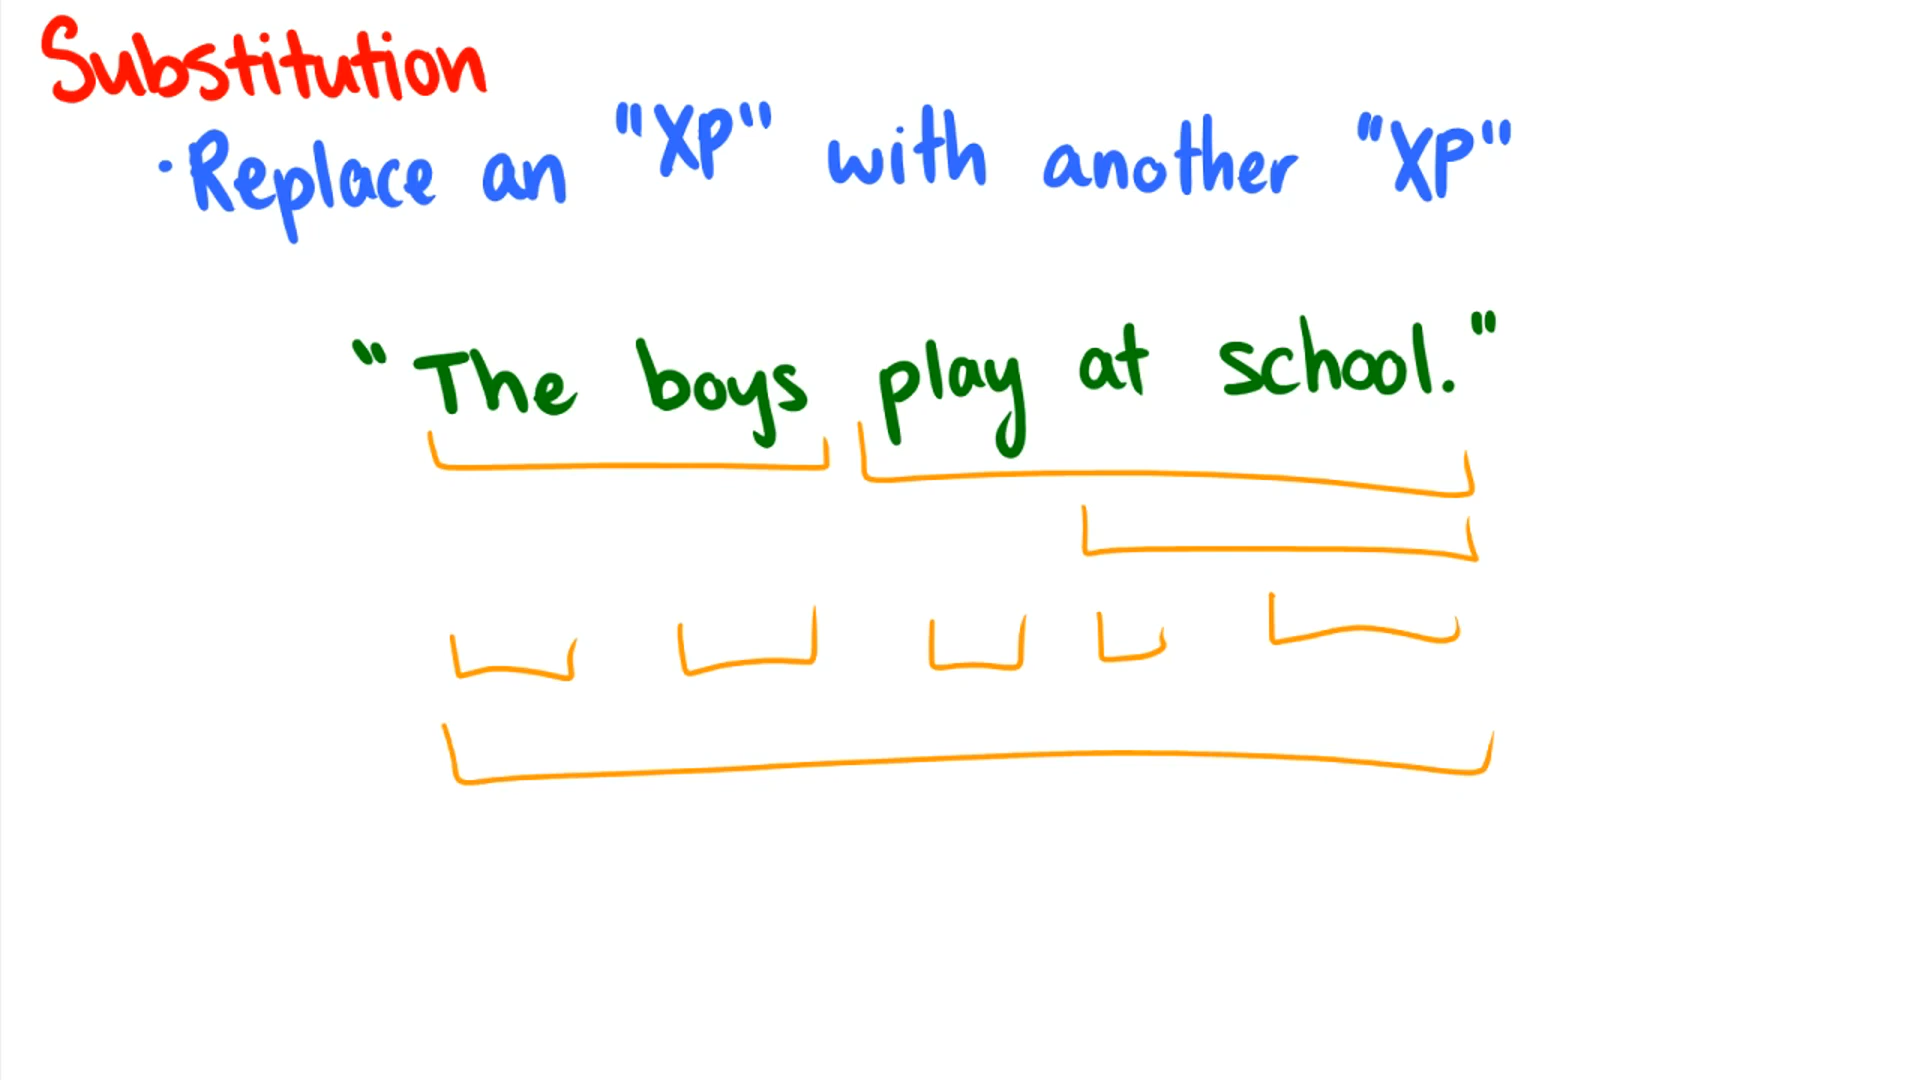 Substitution
· Replace an "XP" with another "XP"
"The boys play at school."